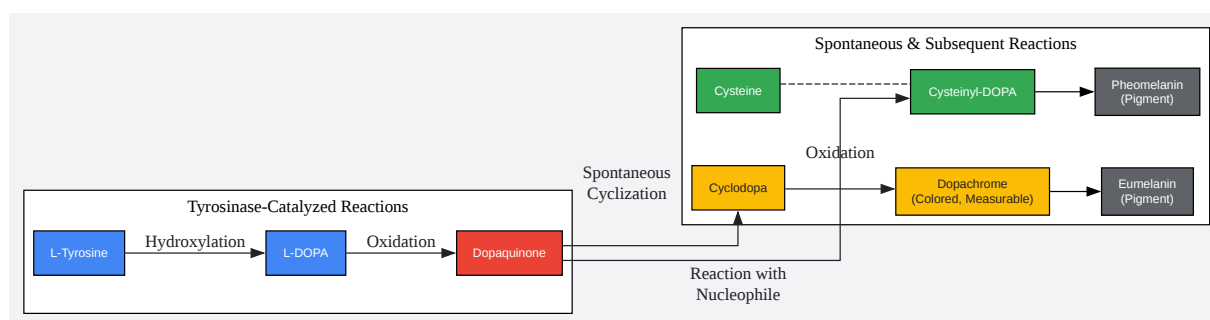 Spontaneous & Subsequent Reactions
Cysteine
Cysteinyl-DOPA
Pheomelanin
(Pigment)
Oxidation
Spontaneous
Cyclization
Cyclodopa
Dopachrome
(Colored, Measurable)
Eumelanin
(Pigment)
Tyrosinase-Catalyzed Reactions
L-Tyrosine
Hydroxylation
L-DOPA
Oxidation
Dopaquinone
Reaction with
Nucleophile